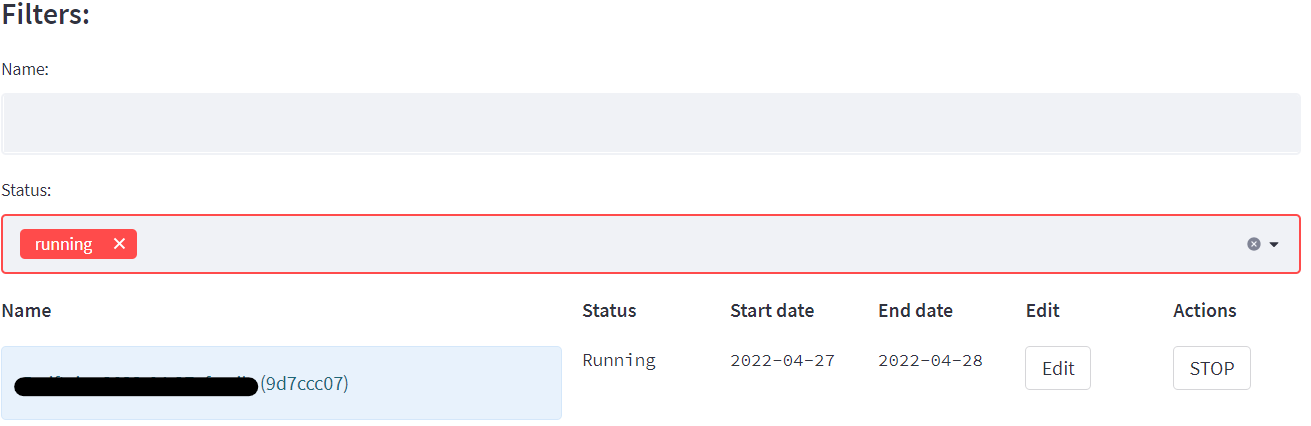 Filters:
Name:
Status:
running
Name Status Start date End date Edit Actions
(9d7ccc07) Running 2022-04-27 2022-04-28 Edit STOP